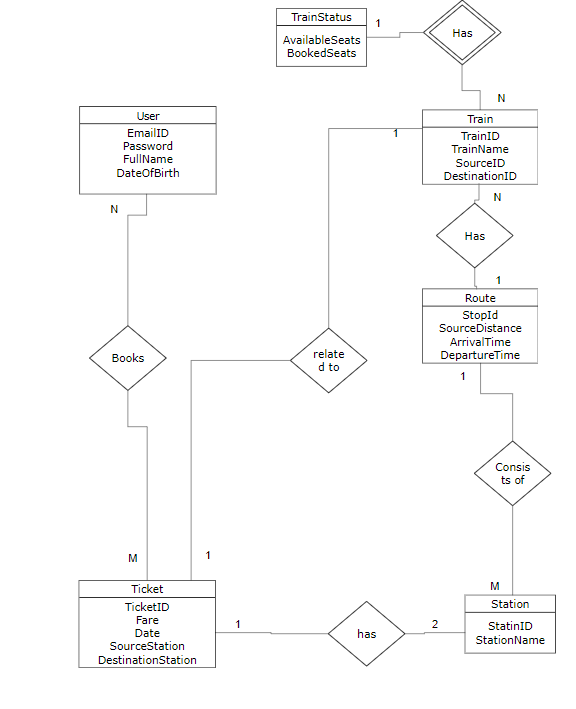 TrainStatus
AvailableSeats
BookedSeats
1
Has
N
User
EmailID
Password
FullName
DateOfBirth
N
Train
TrainID
TrainName
SourceID
DestinationID
1
N
Has
1
Route
StopId
SourceDistance
ArrivalTime
DepartureTime
1
Books
relate
d to
Consis
ts of
M
1
M
Ticket
TicketID
Fare
Date
SourceStation
DestinationStation
1
has
2
Station
StatinID
StationName